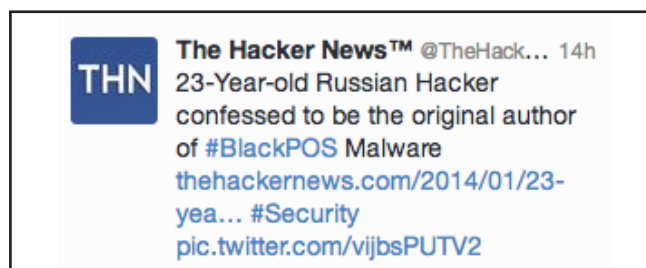 THN
The Hacker News™ @TheHack... 14h
23-Year-old Russian Hacker
confessed to be the original author
of #BlackPOS Malware
thehackernews.com/2014/01/23-
yea... #Security
pic.twitter.com/vijbsPUTV2